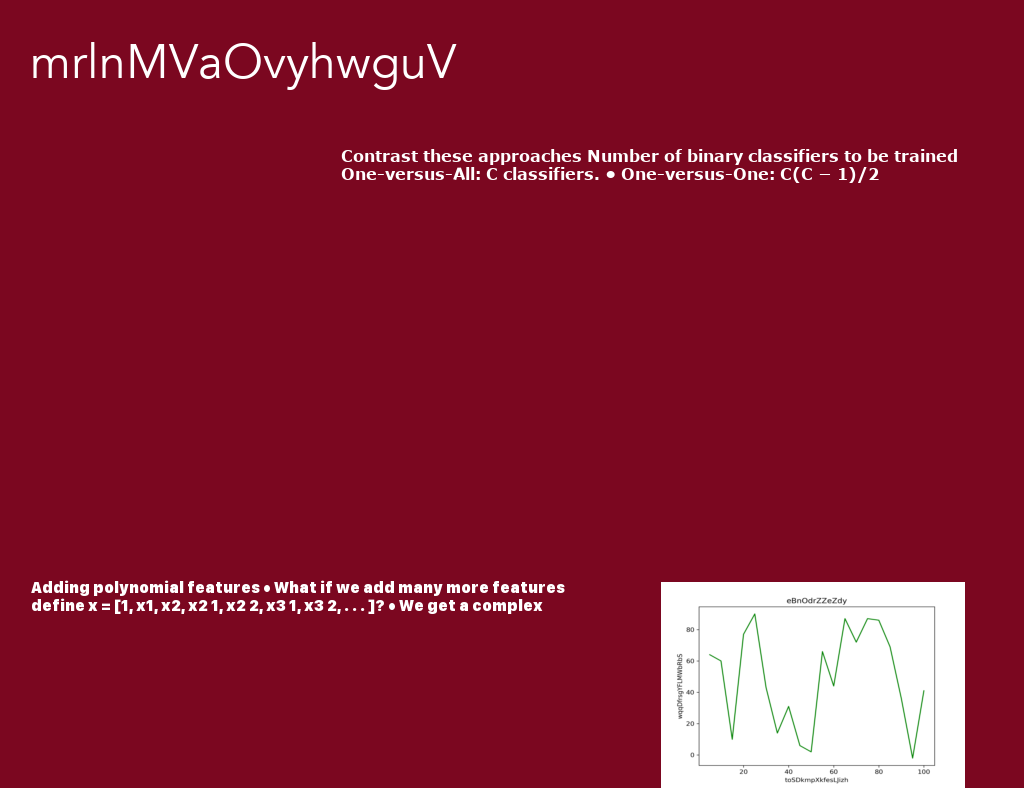 mrlnMVaOvyhwguV
Contrast these approaches Number of binary classifiers to be trained
One-versus-All: C classifiers. • One-versus-One: C(C − 1)/2
Adding polynomial features • What if we add many more features
define x = [1, x1, x2, x2 1, x2 2, x3 1, x3 2, . . . ]? • We get a complex
eBnOdrZZeZdy
80
60
40
20
0
20 40 60 80 100
toSDkmpXkfesLJizh